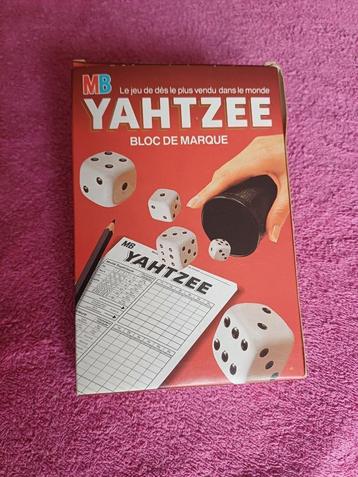 MB
Le jeu de dés le plus vendu dans le monde
YAHTZEE
BLOC DE MARQUE
MB
YAHTZEE